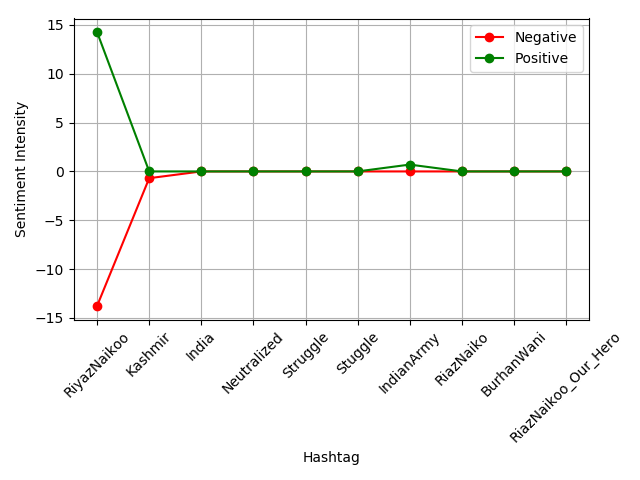 15
10
5
0
−5
−10
−15
Sentiment Intensity
Negative
Positive
RiyazNaikoo
Kashmir
India
Neutralized
Struggle
Stuggle
IndianArmy
RiazNaiko
BurhanWani
RiazNaikoo_Our_Hero
Hashtag